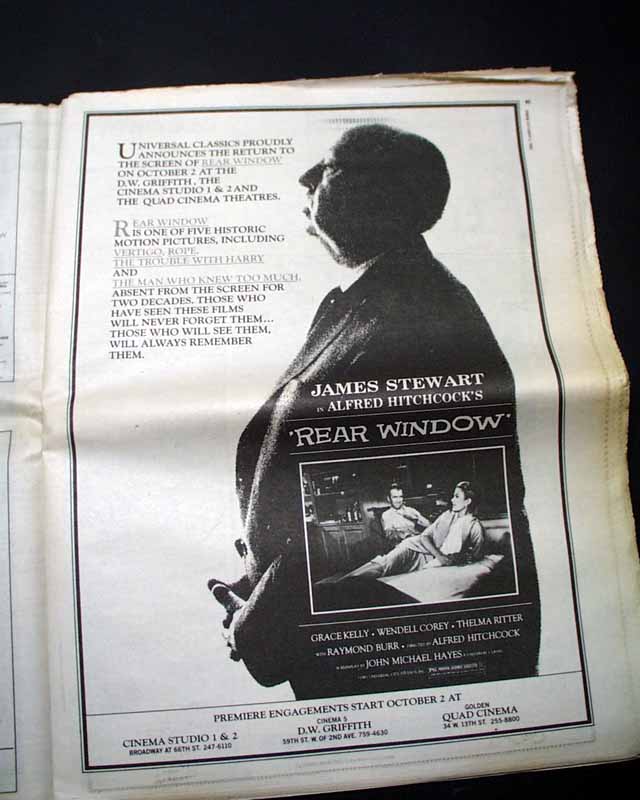 UNIVERSAL CLASSICS PROUDLY
ANNOUNCES THE RETURN TO
THE SCREEN OF REAR WINDOW
ON OCTOBER 2 AT THE
D.W. GRIFFITH, THE
CINEMA STUDIO 1 & 2 AND
THE QUAD CINEMA THEATRES.
REAR WINDOW
IS ONE OF FIVE HISTORIC
MOTION PICTURES, INCLUDING
VERTIGO, ROPE,
THE TROUBLE WITH HARRY
AND
THE MAN WHO KNEW TOO MUCH,
ABSENT FROM THE SCREEN FOR
TWO DECADES. THOSE WHO
HAVE SEEN THESE FILMS
WILL NEVER FORGET THEM...
THOSE WHO WILL SEE THEM,
WILL ALWAYS REMEMBER
THEM.
JAMES STEWART
IN ALFRED HITCHCOCK'S
"REAR WINDOW"
GRACE KELLY • WENDELL COREY • THELMA RITTER
WITH RAYMOND BURR • DIRECTED BY ALFRED HITCHCOCK
SCREENPLAY BY JOHN MICHAEL HAYES
PG
PREMIERE ENGAGEMENTS START OCTOBER 2 AT
CINEMA STUDIO 1 & 2
BROADWAY AT 66TH ST. 247-6110
CINEMA 5
D.W. GRIFFITH
59TH ST. W. OF 2ND AVE. 759-4630
GOLDEN
QUAD CINEMA
34 W. 13TH ST. 255-8800